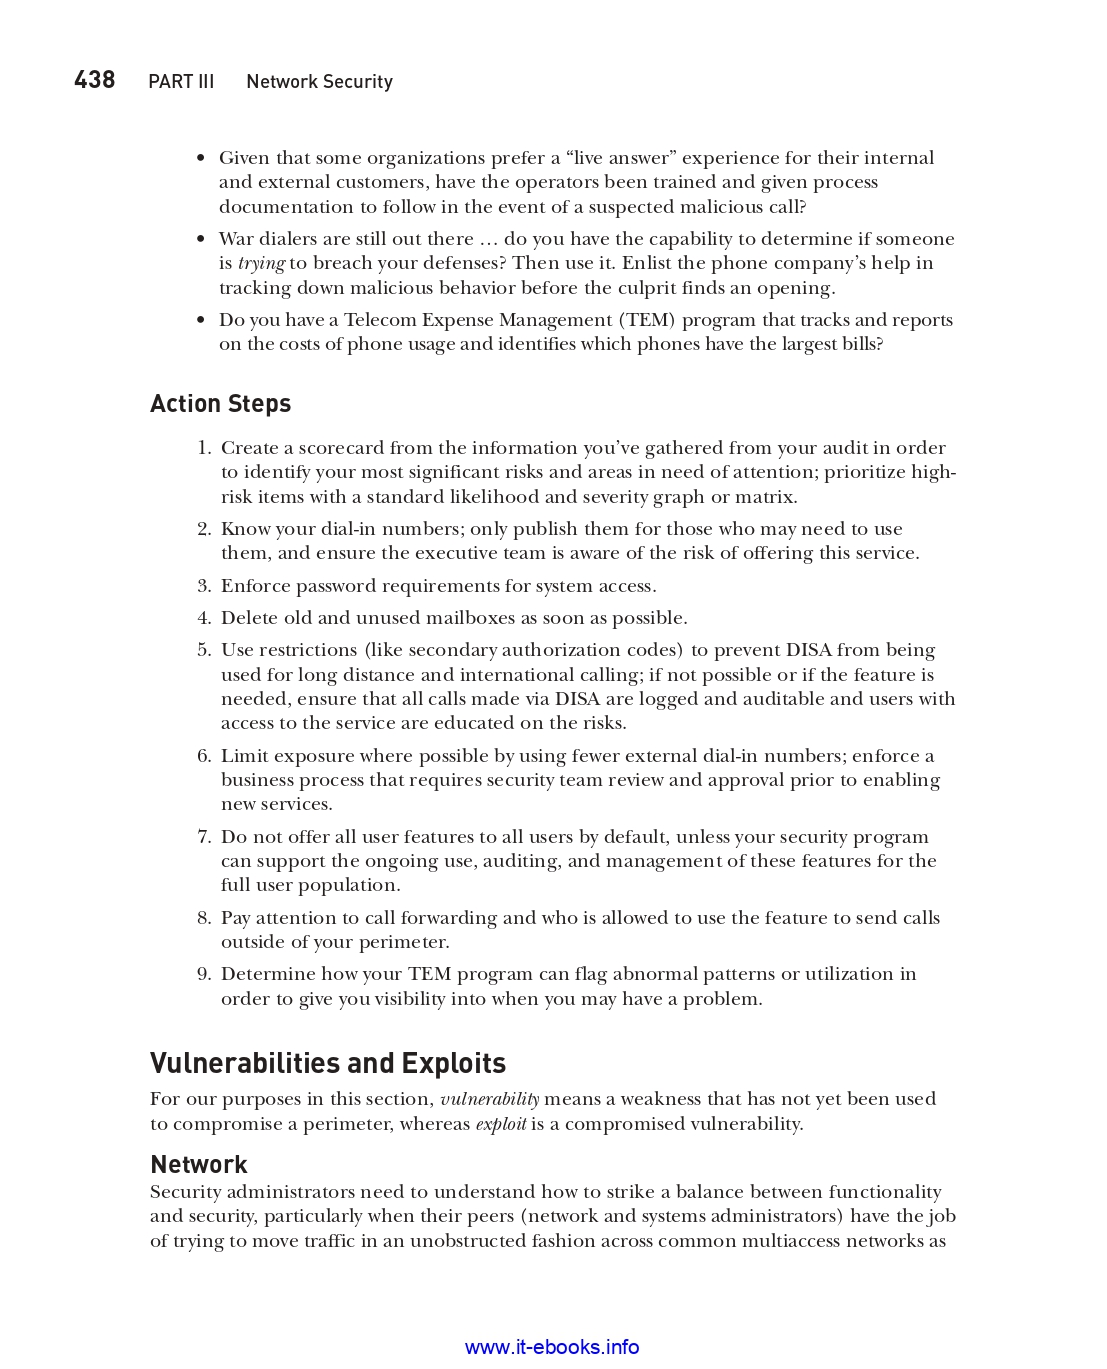 438 PART III Network Security
• Given that some organizations prefer a “live answer” experience for their internal
and external customers, have the operators been trained and given process
documentation to follow in the event of a suspected malicious call?
• War dialers are still out there … do you have the capability to determine if someone
is trying to breach your defenses? Then use it. Enlist the phone company’s help in
tracking down malicious behavior before the culprit finds an opening.
• Do you have a Telecom Expense Management (TEM) program that tracks and reports
on the costs of phone usage and identifies which phones have the largest bills?
Action Steps
1. Create a scorecard from the information you’ve gathered from your audit in order
to identify your most significant risks and areas in need of attention; prioritize high-
risk items with a standard likelihood and severity graph or matrix.
2. Know your dial-in numbers; only publish them for those who may need to use
them, and ensure the executive team is aware of the risk of offering this service.
3. Enforce password requirements for system access.
4. Delete old and unused mailboxes as soon as possible.
5. Use restrictions (like secondary authorization codes) to prevent DISA from being
used for long distance and international calling; if not possible or if the feature is
needed, ensure that all calls made via DISA are logged and auditable and users with
access to the service are educated on the risks.
6. Limit exposure where possible by using fewer external dial-in numbers; enforce a
business process that requires security team review and approval prior to enabling
new services.
7. Do not offer all user features to all users by default, unless your security program
can support the ongoing use, auditing, and management of these features for the
full user population.
8. Pay attention to call forwarding and who is allowed to use the feature to send calls
outside of your perimeter.
9. Determine how your TEM program can flag abnormal patterns or utilization in
order to give you visibility into when you may have a problem.
Vulnerabilities and Exploits
For our purposes in this section, vulnerability means a weakness that has not yet been used
to compromise a perimeter, whereas exploit is a compromised vulnerability.
Network
Security administrators need to understand how to strike a balance between functionality
and security, particularly when their peers (network and systems administrators) have the job
of trying to move traffic in an unobstructed fashion across common multiaccess networks as
www.it-ebooks.info